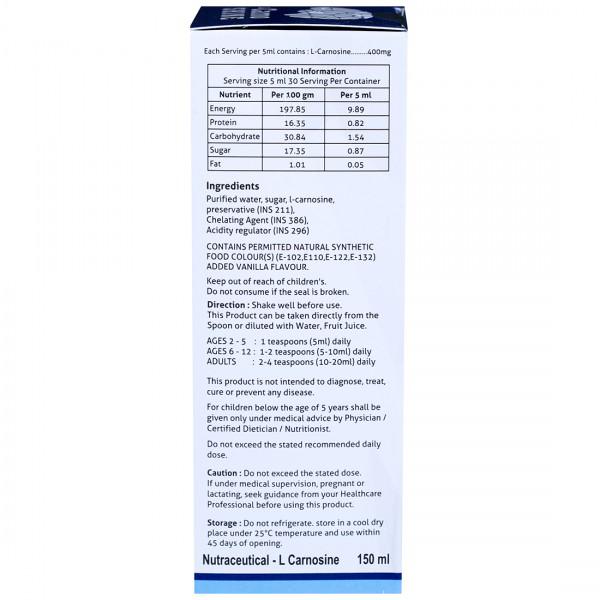 Each Serving per 5ml contains : L-Carnosine........400mg
Nutritional Information
Serving size 5 ml 30 Serving Per Container
Nutrient Per 100 gm Per 5 ml
Energy 197.85 9.89
Protein 16.35 0.82
Carbohydrate 30.84 1.54
Sugar 17.35 0.87
Fat 1.01 0.05
Ingredients
Purified water, sugar, l-carnosine,
preservative (INS 211),
Chelating Agent (INS 386),
Acidity regulator (INS 296)
CONTAINS PERMITTED NATURAL SYNTHETIC
FOOD COLOUR(S) (E-102,E110,E-122,E-132)
ADDED VANILLA FLAVOUR.
Keep out of reach of children's.
Do not consume if the seal is broken.
Direction : Shake well before use.
This Product can be taken directly from the
Spoon or diluted with Water, Fruit Juice.
AGES 2 - 5 : 1 teaspoons (5ml) daily
AGES 6 - 12 : 1-2 teaspoons (5-10ml) daily
ADULTS : 2-4 teaspoons (10-20ml) daily
This product is not intended to diagnose, treat,
cure or prevent any disease.
For children below the age of 5 years shall be
given only under medical advice by Physician /
Certified Dietician / Nutritionist.
Do not exceed the stated recommended daily
dose.
Caution : Do not exceed the stated dose.
If under medical supervision, pregnant or
lactating, seek guidance from your Healthcare
Professional before using this product.
Storage : Do not refrigerate. store in a cool dry
place under 25°C temperature and use within
45 days of opening.
Nutraceutical - L Carnosine 150 ml